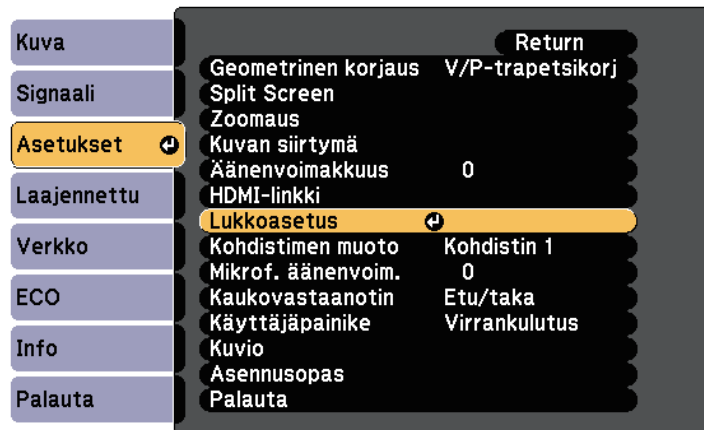 Kuva
Signaali
Asetukset
Laajennettu
Verkko
ECO
Info
Palauta
Return
Geometrinen korjaus V/P-trapetsikorj
Split Screen
Zoomaus
Kuvan siirtymä
Äänenvoimakkuus 0
HDMI-linkki
Lukkoasetus
Kohdistimen muoto Kohdistin 1
Mikrof. äänenvoim. 0
Kaukovastaanotin Etu/taka
Käyttäjäpainike Virrankulutus
Kuvio
Asennusopas
Palauta